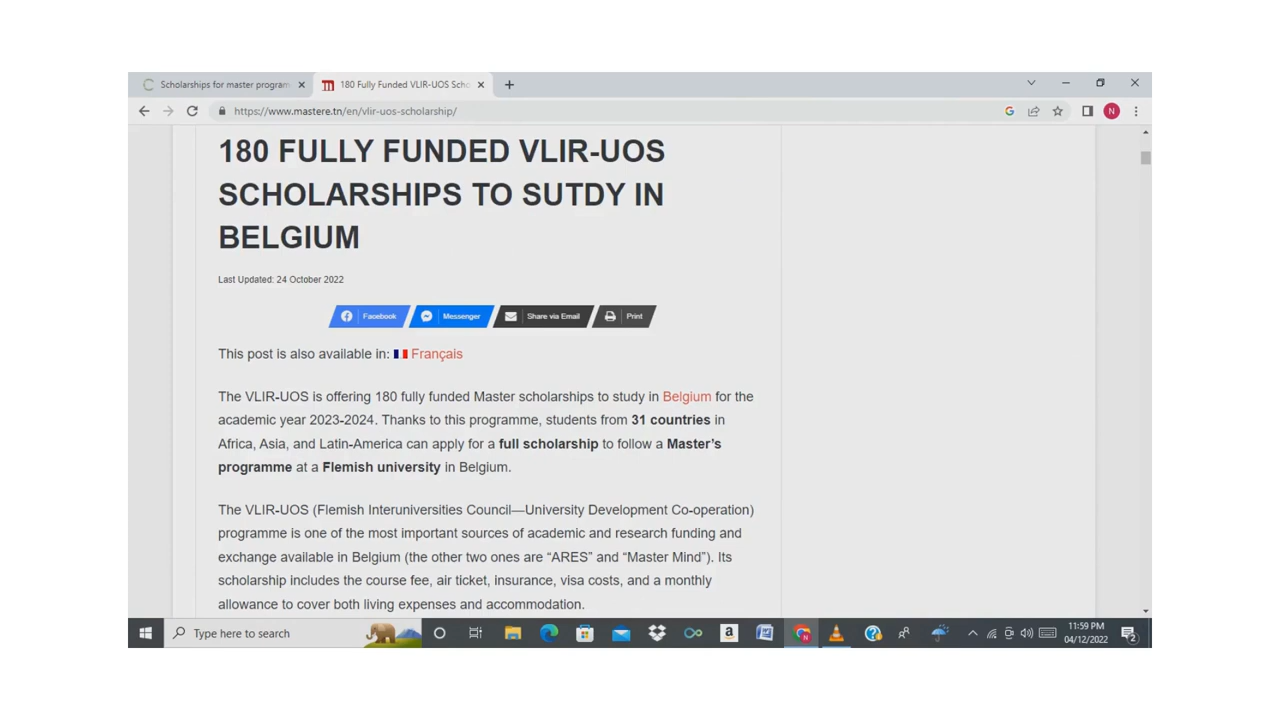 Scholarships for master program
180 Fully Funded VLIR-UOS Scho
https://www.mastere.tn/en/vlir-uos-scholarship/
N
180 FULLY FUNDED VLIR-UOS
SCHOLARSHIPS TO SUTDY IN
BELGIUM
Last Updated: 24 October 2022
Facebook Messenger Share via Email Print
This post is also available in: Français
The VLIR-UOS is offering 180 fully funded Master scholarships to study in Belgium for the
academic year 2023-2024. Thanks to this programme, students from 31 countries in
Africa, Asia, and Latin-America can apply for a full scholarship to follow a Master's
programme at a Flemish university in Belgium.
The VLIR-UOS (Flemish Interuniversities Council—University Development Co-operation)
programme is one of the most important sources of academic and research funding and
exchange available in Belgium (the other two ones are “ARES” and “Master Mind”). Its
scholarship includes the course fee, air ticket, insurance, visa costs, and a monthly
allowance to cover both living expenses and accommodation.
Type here to search
11:59 PM
04/12/2022
2